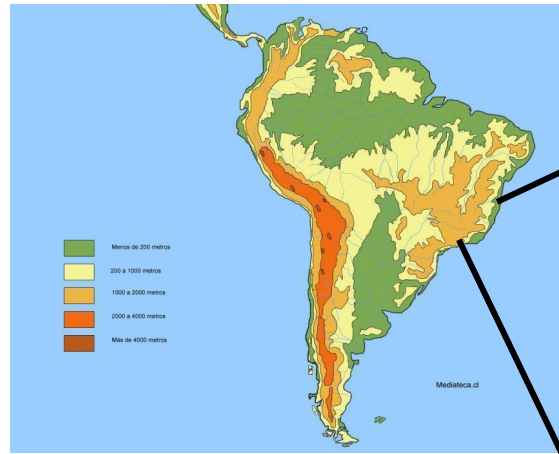 Menos de 200 metros
200 a 1000 metros
1000 a 2000 metros
2000 a 4000 metros
Más de 4000 metros
Mediateca.cl